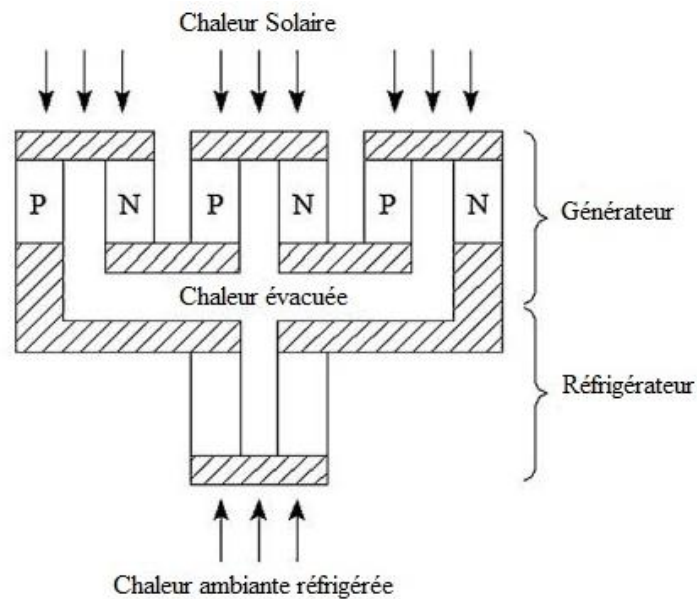 Chaleur Solaire
P N P N P N
Générateur
Chaleur évacuée
Réfrigérateur
Chaleur ambiante réfrigérée